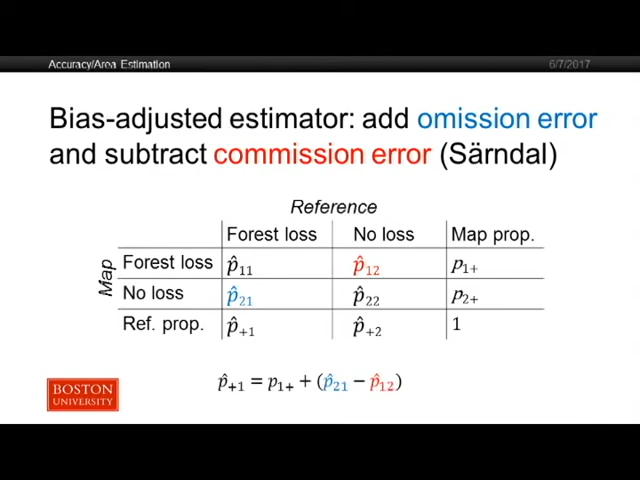 Accuracy/Area Estimation 6/7/2017
Bias-adjusted estimator: add omission error
and subtract commission error (Särndal)
Reference
Forest loss No loss Map prop.
Map
Forest loss p̂₁₁ p̂₁₂ p₁₊
No loss p̂₂₁ p̂₂₂ p₂₊
Ref. prop. p̂₊₁ p̂₊₂ 1
p̂₊₁ = p₁₊ + (p̂₂₁ − p̂₁₂)
BOSTON
UNIVERSITY